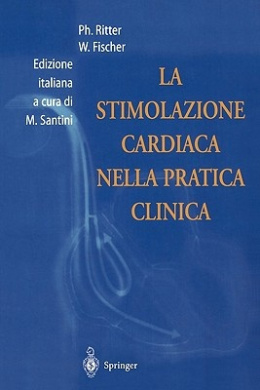 Ph. Ritter
W. Fischer
Edizione
italiana
a cura di
M. Santini
LA
STIMOLAZIONE
CARDIACA
NELLA PRATICA
CLINICA
Springer